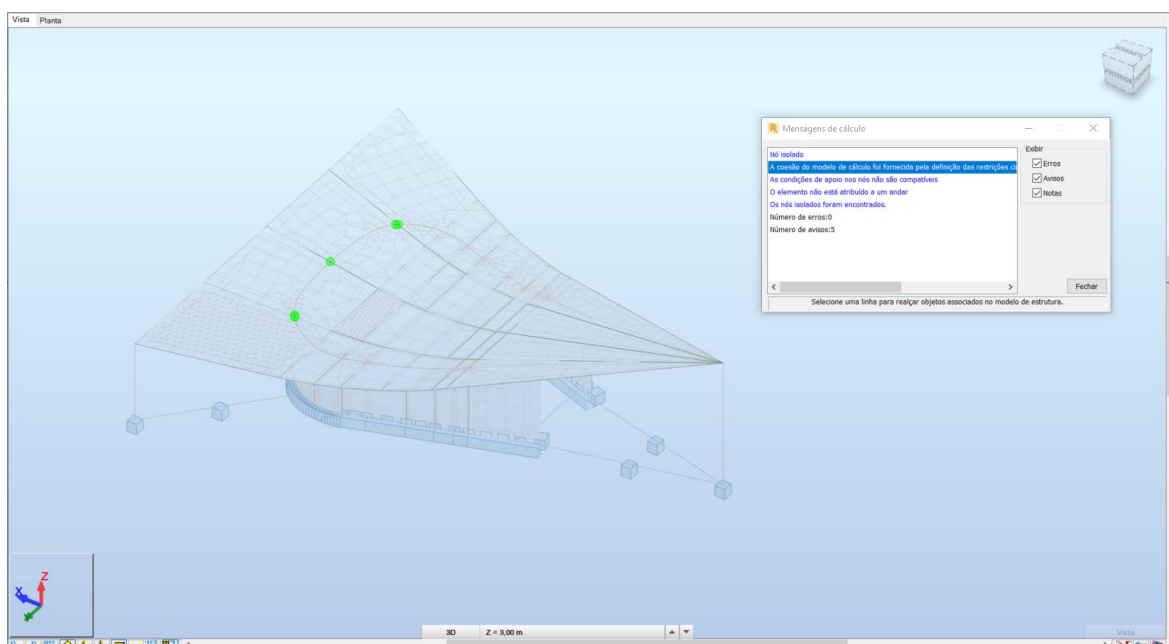 Vista Planta
Mensagens de cálculo
Nó isolado
A coesão do modelo de cálculo foi fornecida pela definição das restrições ci
As condições de apoio nos nós não são compatíveis
O elemento não está atribuído a um andar
Os nós isolados foram encontrados.
Número de erros:0
Número de avisos:5
Exibir
Erros
Avisos
Notas
Fechar
Selecione uma linha para realçar objetos associados no modelo de estrutura.
Z
X
3D Z = 3,00 m
Vista